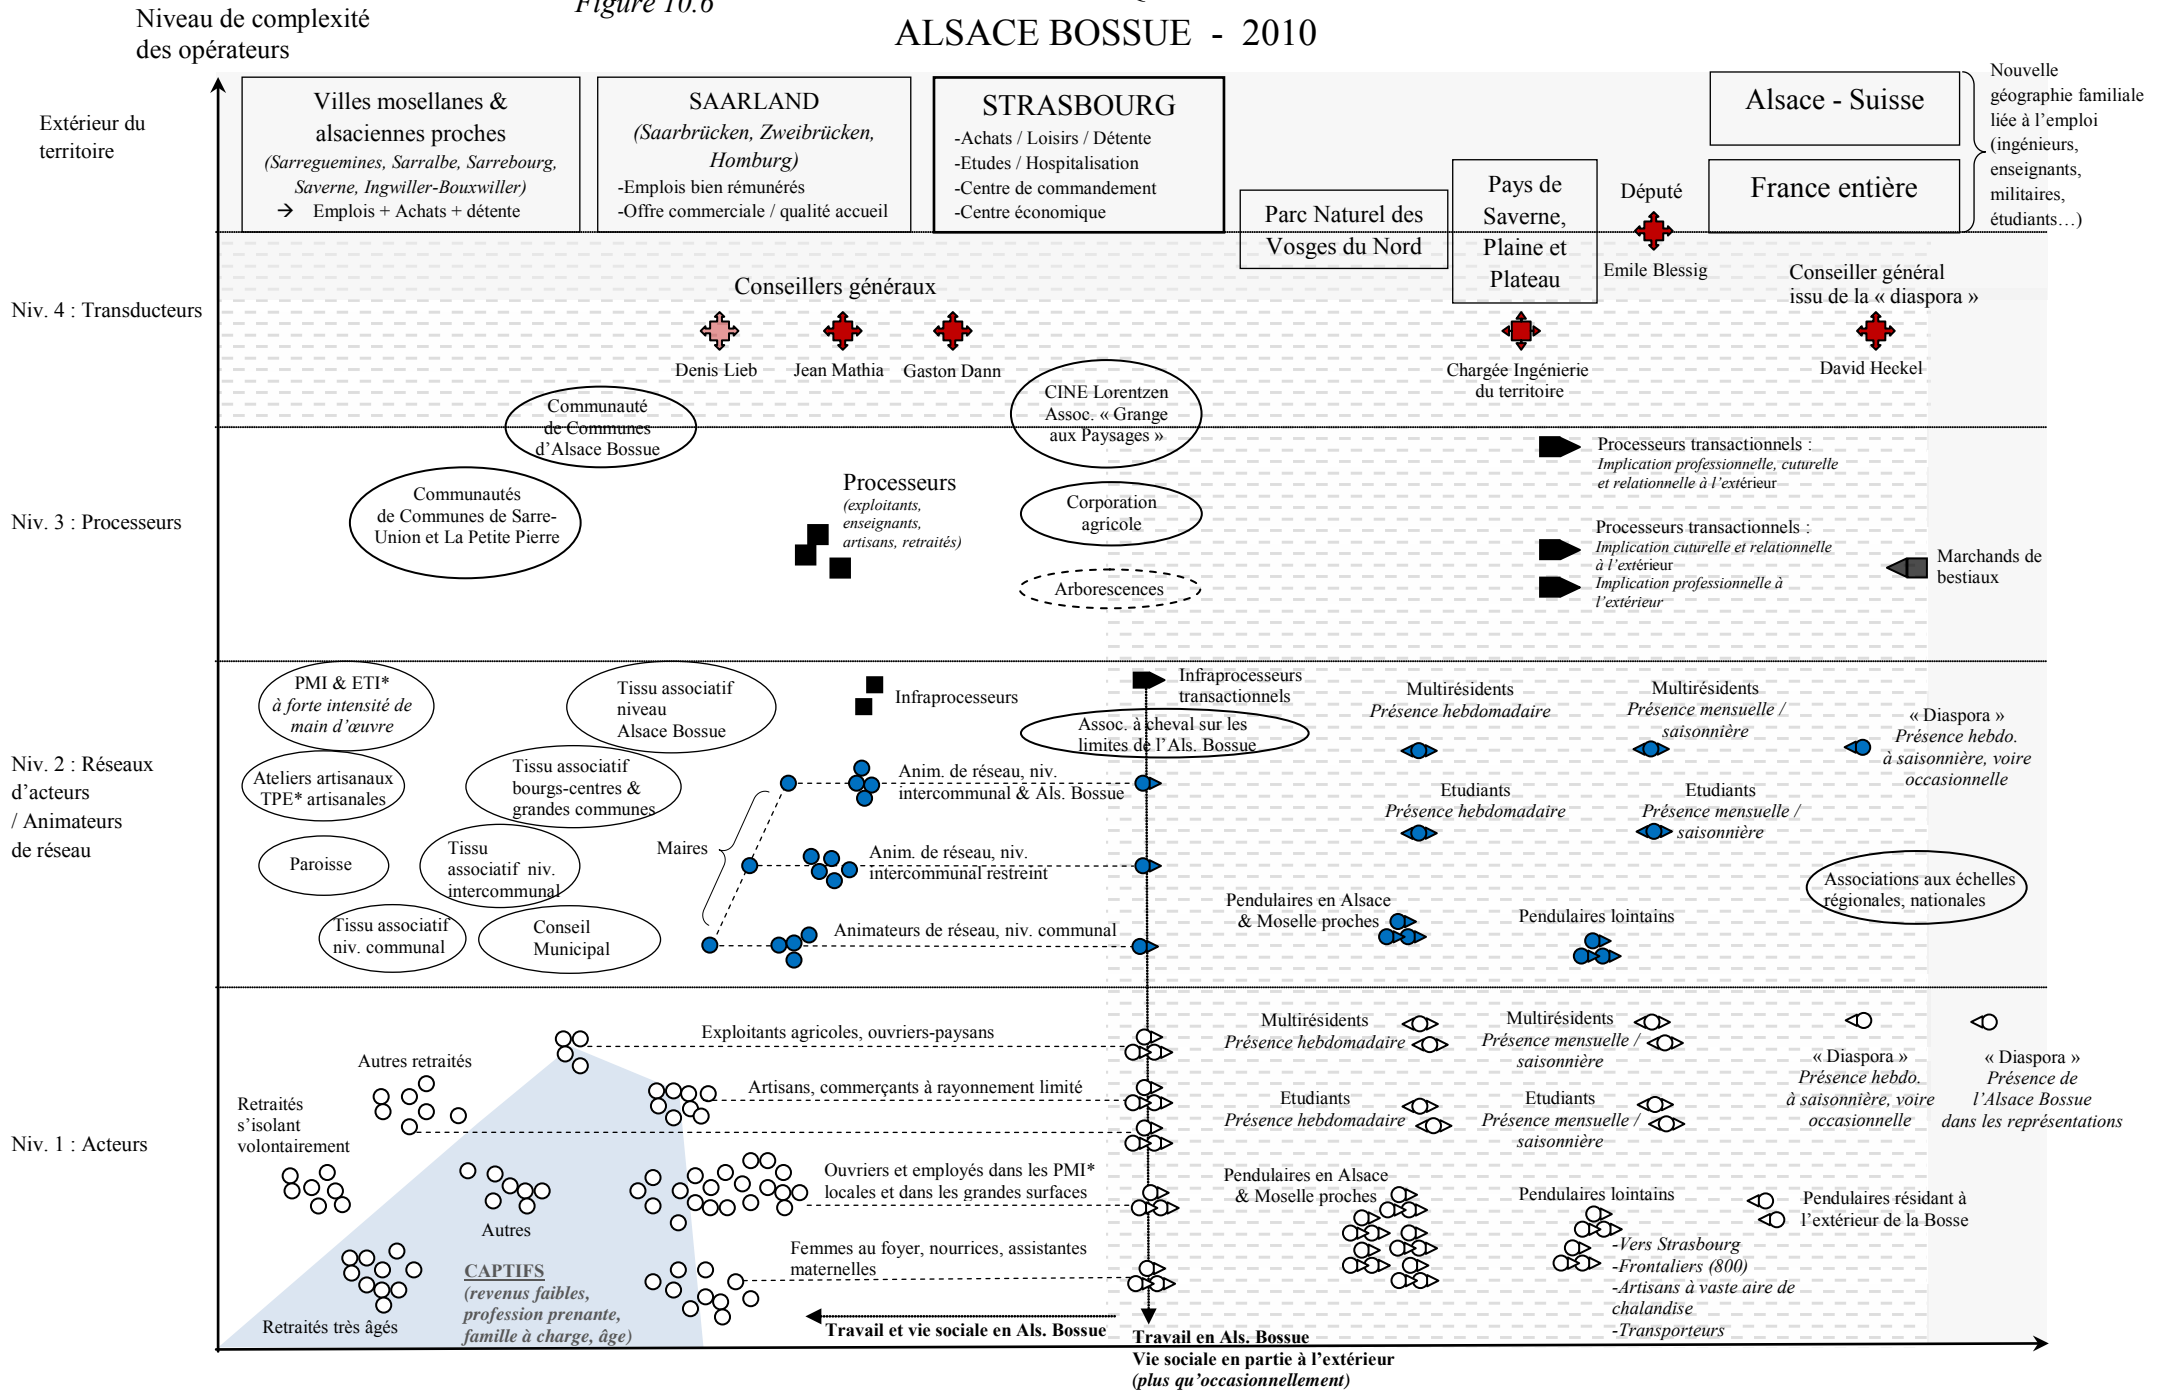 Figure 10.6
Niveau de complexité
des opérateurs
ALSACE BOSSUE - 2010
Extérieur du
territoire
Villes mosellanes &
alsaciennes proches
(Sarreguemines, Sarralbe, Sarrebourg,
Saverne, Ingwiller-Bouxwiller)
→ Emplois + Achats + détente
SAARLAND
(Saarbrücken, Zweibrücken,
Homburg)
-Emplois bien rémunérés
-Offre commerciale / qualité accueil
STRASBOURG
-Achats / Loisirs / Détente
-Etudes / Hospitalisation
-Centre de commandement
-Centre économique
Parc Naturel des
Vosges du Nord
Pays de
Saverne,
Plaine et
Plateau
Député
Emile Blessig
Alsace - Suisse
France entière
Nouvelle
géographie familiale
liée à l’emploi
(ingénieurs,
enseignants,
militaires,
étudiants…)
Niv. 4 : Transducteurs
Conseillers généraux
Denis Lieb
Jean Mathia
Gaston Dann
Chargée Ingénierie
du territoire
Conseiller général
issu de la « diaspora »
David Heckel
Communauté
de Communes
d’Alsace Bossue
CINE Lorentzen
Assoc. « Grange
aux Paysages »
Niv. 3 : Processeurs
Communautés
de Communes de Sarre-
Union et La Petite Pierre
Processeurs
(exploitants,
enseignants,
artisans, retraités)
Corporation
agricole
Arborescences
Processeurs transactionnels :
Implication professionnelle, cuturelle
et relationnelle à l’extérieur
Processeurs transactionnels :
Implication cuturelle et relationnelle
à l’extérieur
Implication professionnelle à
l’extérieur
Marchands de
bestiaux
Niv. 2 : Réseaux
d’acteurs
/ Animateurs
de réseau
PMI & ETI*
à forte intensité de
main d’œuvre
Tissu associatif
niveau
Alsace Bossue
Infraprocesseurs
Infraprocesseurs
transactionnels
Assoc. à cheval sur les
limites de l’Als. Bossue
Multirésidents
Présence hebdomadaire
Multirésidents
Présence mensuelle /
saisonnière
« Diaspora »
Présence hebdo.
à saisonnière, voire
occasionnelle
Ateliers artisanaux
TPE* artisanales
Tissu associatif
bourgs-centres &
grandes communes
Anim. de réseau, niv.
intercommunal & Als. Bossue
Etudiants
Présence hebdomadaire
Etudiants
Présence mensuelle /
saisonnière
Paroisse
Tissu
associatif niv.
intercommunal
Maires
Anim. de réseau, niv.
intercommunal restreint
Associations aux échelles
régionales, nationales
Tissu associatif
niv. communal
Conseil
Municipal
Animateurs de réseau, niv. communal
Pendulaires en Alsace
& Moselle proches
Pendulaires lointains
Niv. 1 : Acteurs
Exploitants agricoles, ouvriers-paysans
Autres retraités
Artisans, commerçants à rayonnement limité
Retraités
s’isolant
volontairement
Ouvriers et employés dans les PMI*
locales et dans les grandes surfaces
Autres
Femmes au foyer, nourrices, assistantes
maternelles
Retraités très âgés
CAPTIFS
(revenus faibles,
profession prenante,
famille à charge, âge)
Multirésidents
Présence hebdomadaire
Multirésidents
Présence mensuelle /
saisonnière
« Diaspora »
Présence hebdo.
à saisonnière, voire
occasionnelle
« Diaspora »
Présence de
l’Alsace Bossue
dans les représentations
Etudiants
Présence hebdomadaire
Etudiants
Présence mensuelle /
saisonnière
Pendulaires en Alsace
& Moselle proches
Pendulaires lointains
-Vers Strasbourg
-Frontaliers (800)
-Artisans à vaste aire de
chalandise
-Transporteurs
Pendulaires résidant à
l’extérieur de la Bosse
Travail et vie sociale en Als. Bossue
Travail en Als. Bossue
Vie sociale en partie à l’extérieur
(plus qu’occasionnellement)